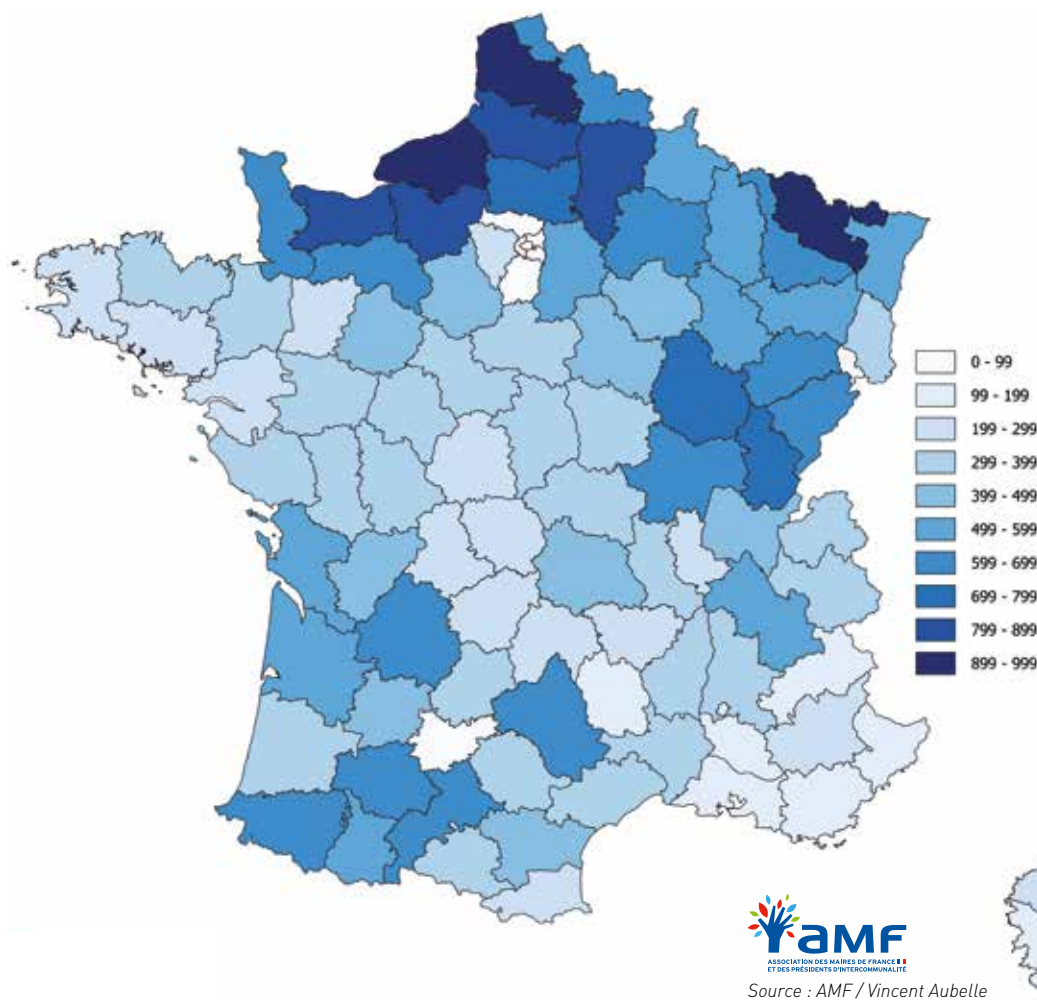 0 - 99
99 - 199
199 - 299
299 - 399
399 - 499
499 - 599
599 - 699
699 - 799
799 - 899
899 - 999
amf
ASSOCIATION DES MAIRES DE FRANCE
ET DES PRÉSIDENTS D'INTERCOMMUNALITÉ
Source : AMF / Vincent Aubelle